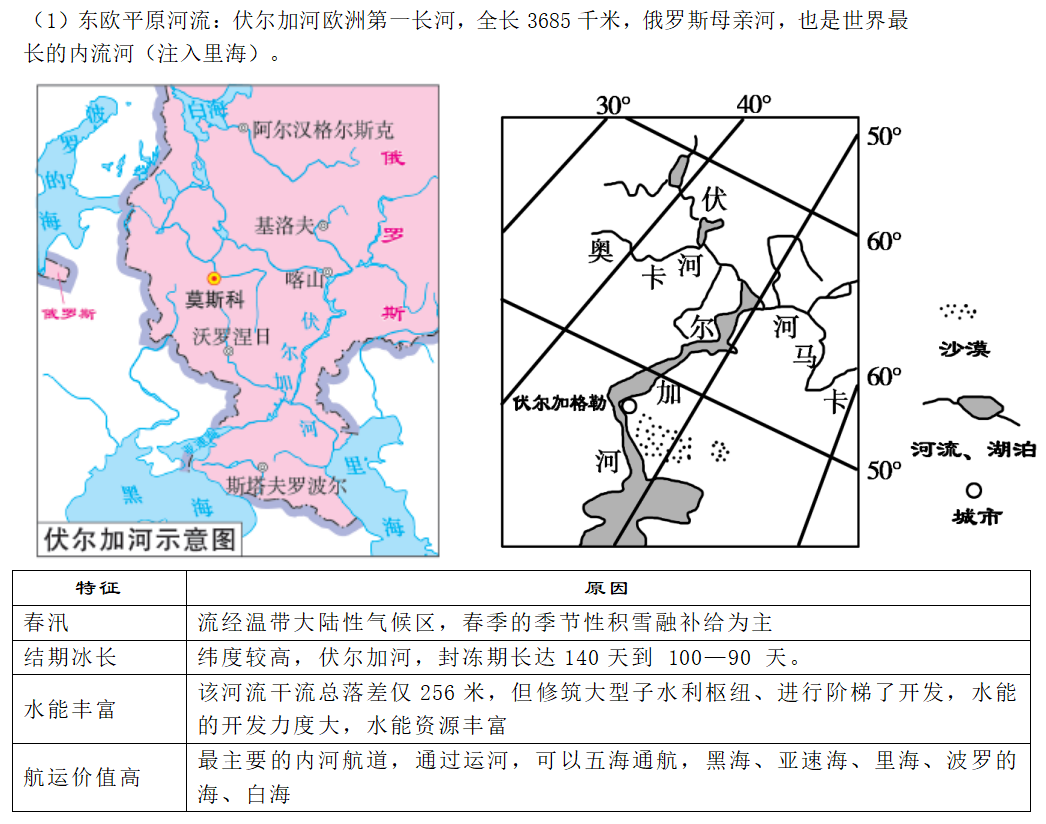 （1）东欧平原河流：伏尔加河欧洲第一长河，全长3685千米，俄罗斯母亲河，也是世界最
长的内流河（注入里海）。
波罗的海
白海
阿尔汉格尔斯克
俄罗斯
基洛夫
喀山
莫斯科
俄罗斯
沃罗涅日
伏尔加河
亚速海
里海
斯塔夫罗波尔
黑海
伏尔加河示意图
30°
40°
50°
伏尔加河
奥卡河
60°
卡马河
沙漠
60°
伏尔加格勒
河流、湖泊
50°
城市
特征
原因
春汛
流经温带大陆性气候区，春季的季节性积雪融补给为主
结期冰长
纬度较高，伏尔加河，封冻期长达140天到 100—90 天。
水能丰富
该河流干流总落差仅256米，但修筑大型子水利枢纽、进行阶梯了开发，水能
的开发力度大，水能资源丰富
航运价值高
最主要的内河航道，通过运河，可以五海通航，黑海、亚速海、里海、波罗的
海、白海